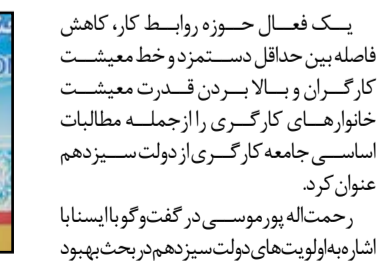 یک فعال حوزه روابط کار، کاهش
فاصله بین حداقل دستمزد و خط معیشت
کارگران و بالا بردن قدرت معیشت
خانوارهای کارگری را ازجمله مطالبات
اساسی جامعه کارگری از دولت سیزدهم
عنوان کرد.
رحمت‌اله پورموسی در گفت‌وگو با ایسنا با
اشاره به اولویت‌های دولت سیزدهم در بحث بهبود